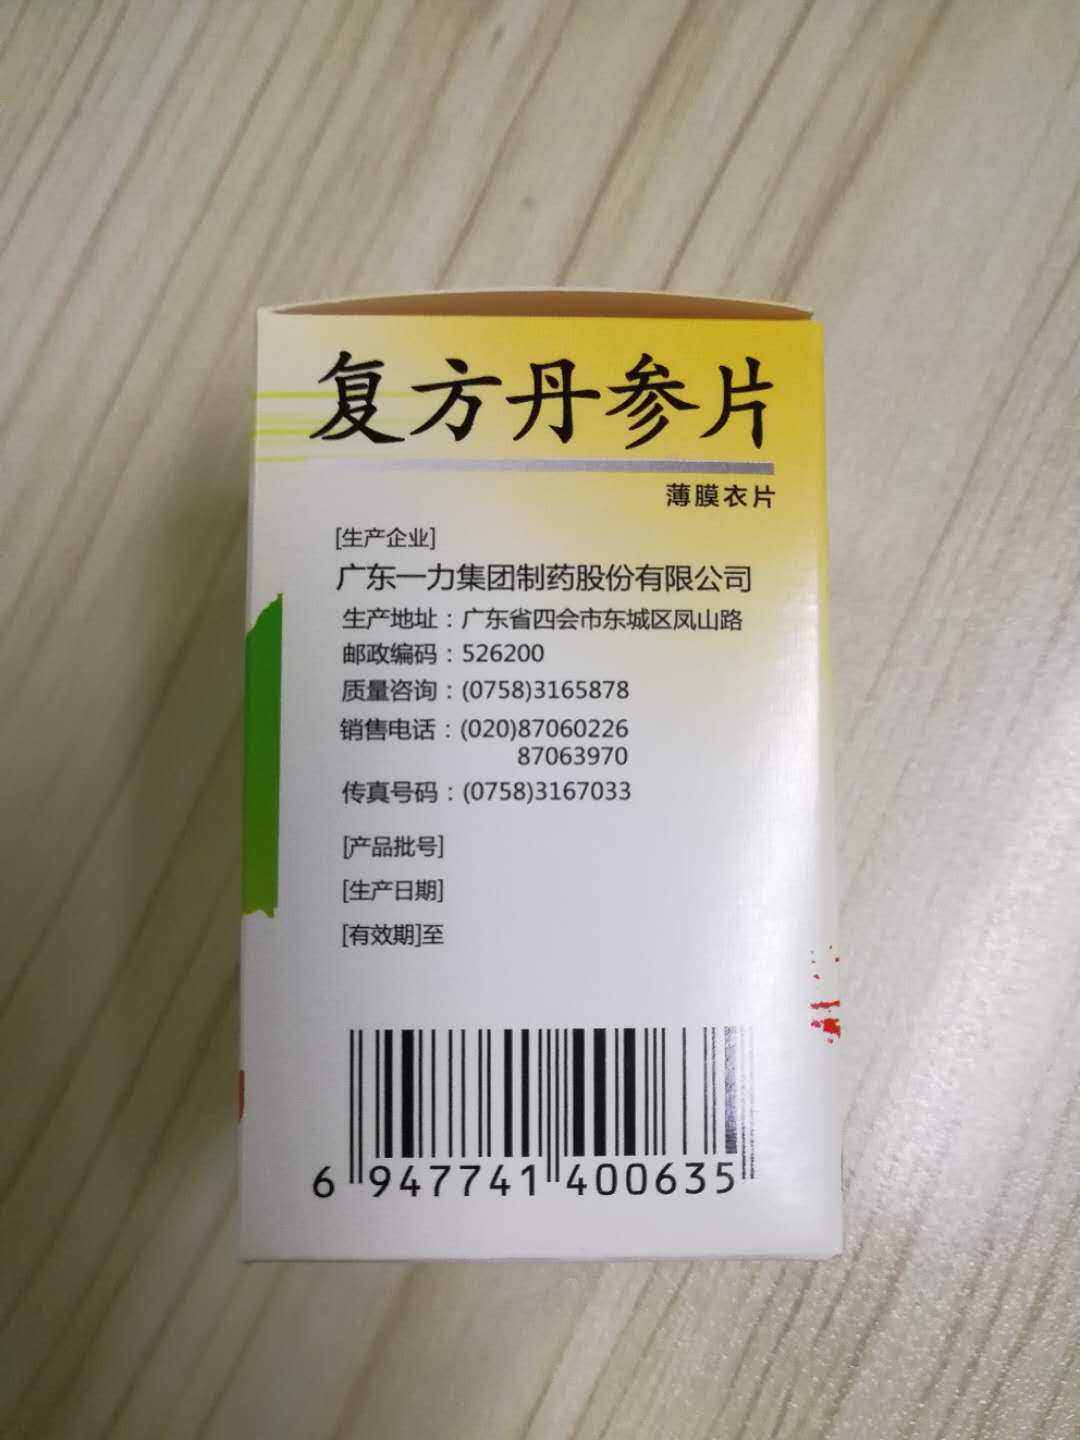 复方丹参片
薄膜衣片
[生产企业]
广东一力集团制药股份有限公司
生产地址：广东省四会市东城区凤山路
邮政编码：526200
质量咨询：(0758)3165878
销售电话：(020)87060226
87063970
传真号码：(0758)3167033
[产品批号]
[生产日期]
[有效期]至
6 947741 400635